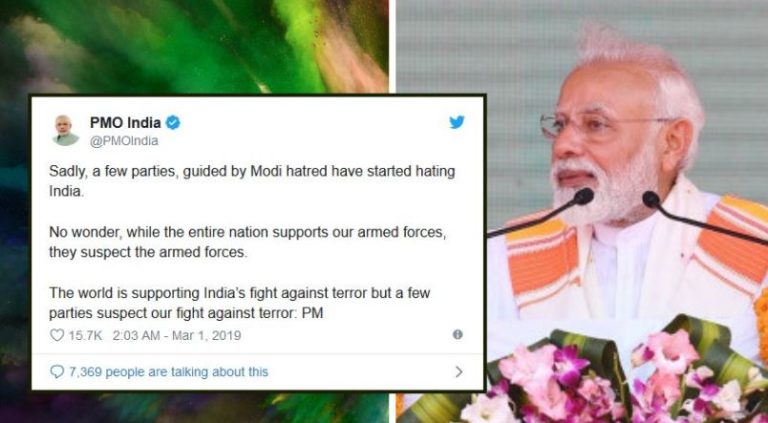 PMO India
@PMOIndia
Sadly, a few parties, guided by Modi hatred have started hating
India.
No wonder, while the entire nation supports our armed forces,
they suspect the armed forces.
The world is supporting India's fight against terror but a few
parties suspect our fight against terror: PM
15.7K 2:03 AM - Mar 1, 2019
7,369 people are talking about this